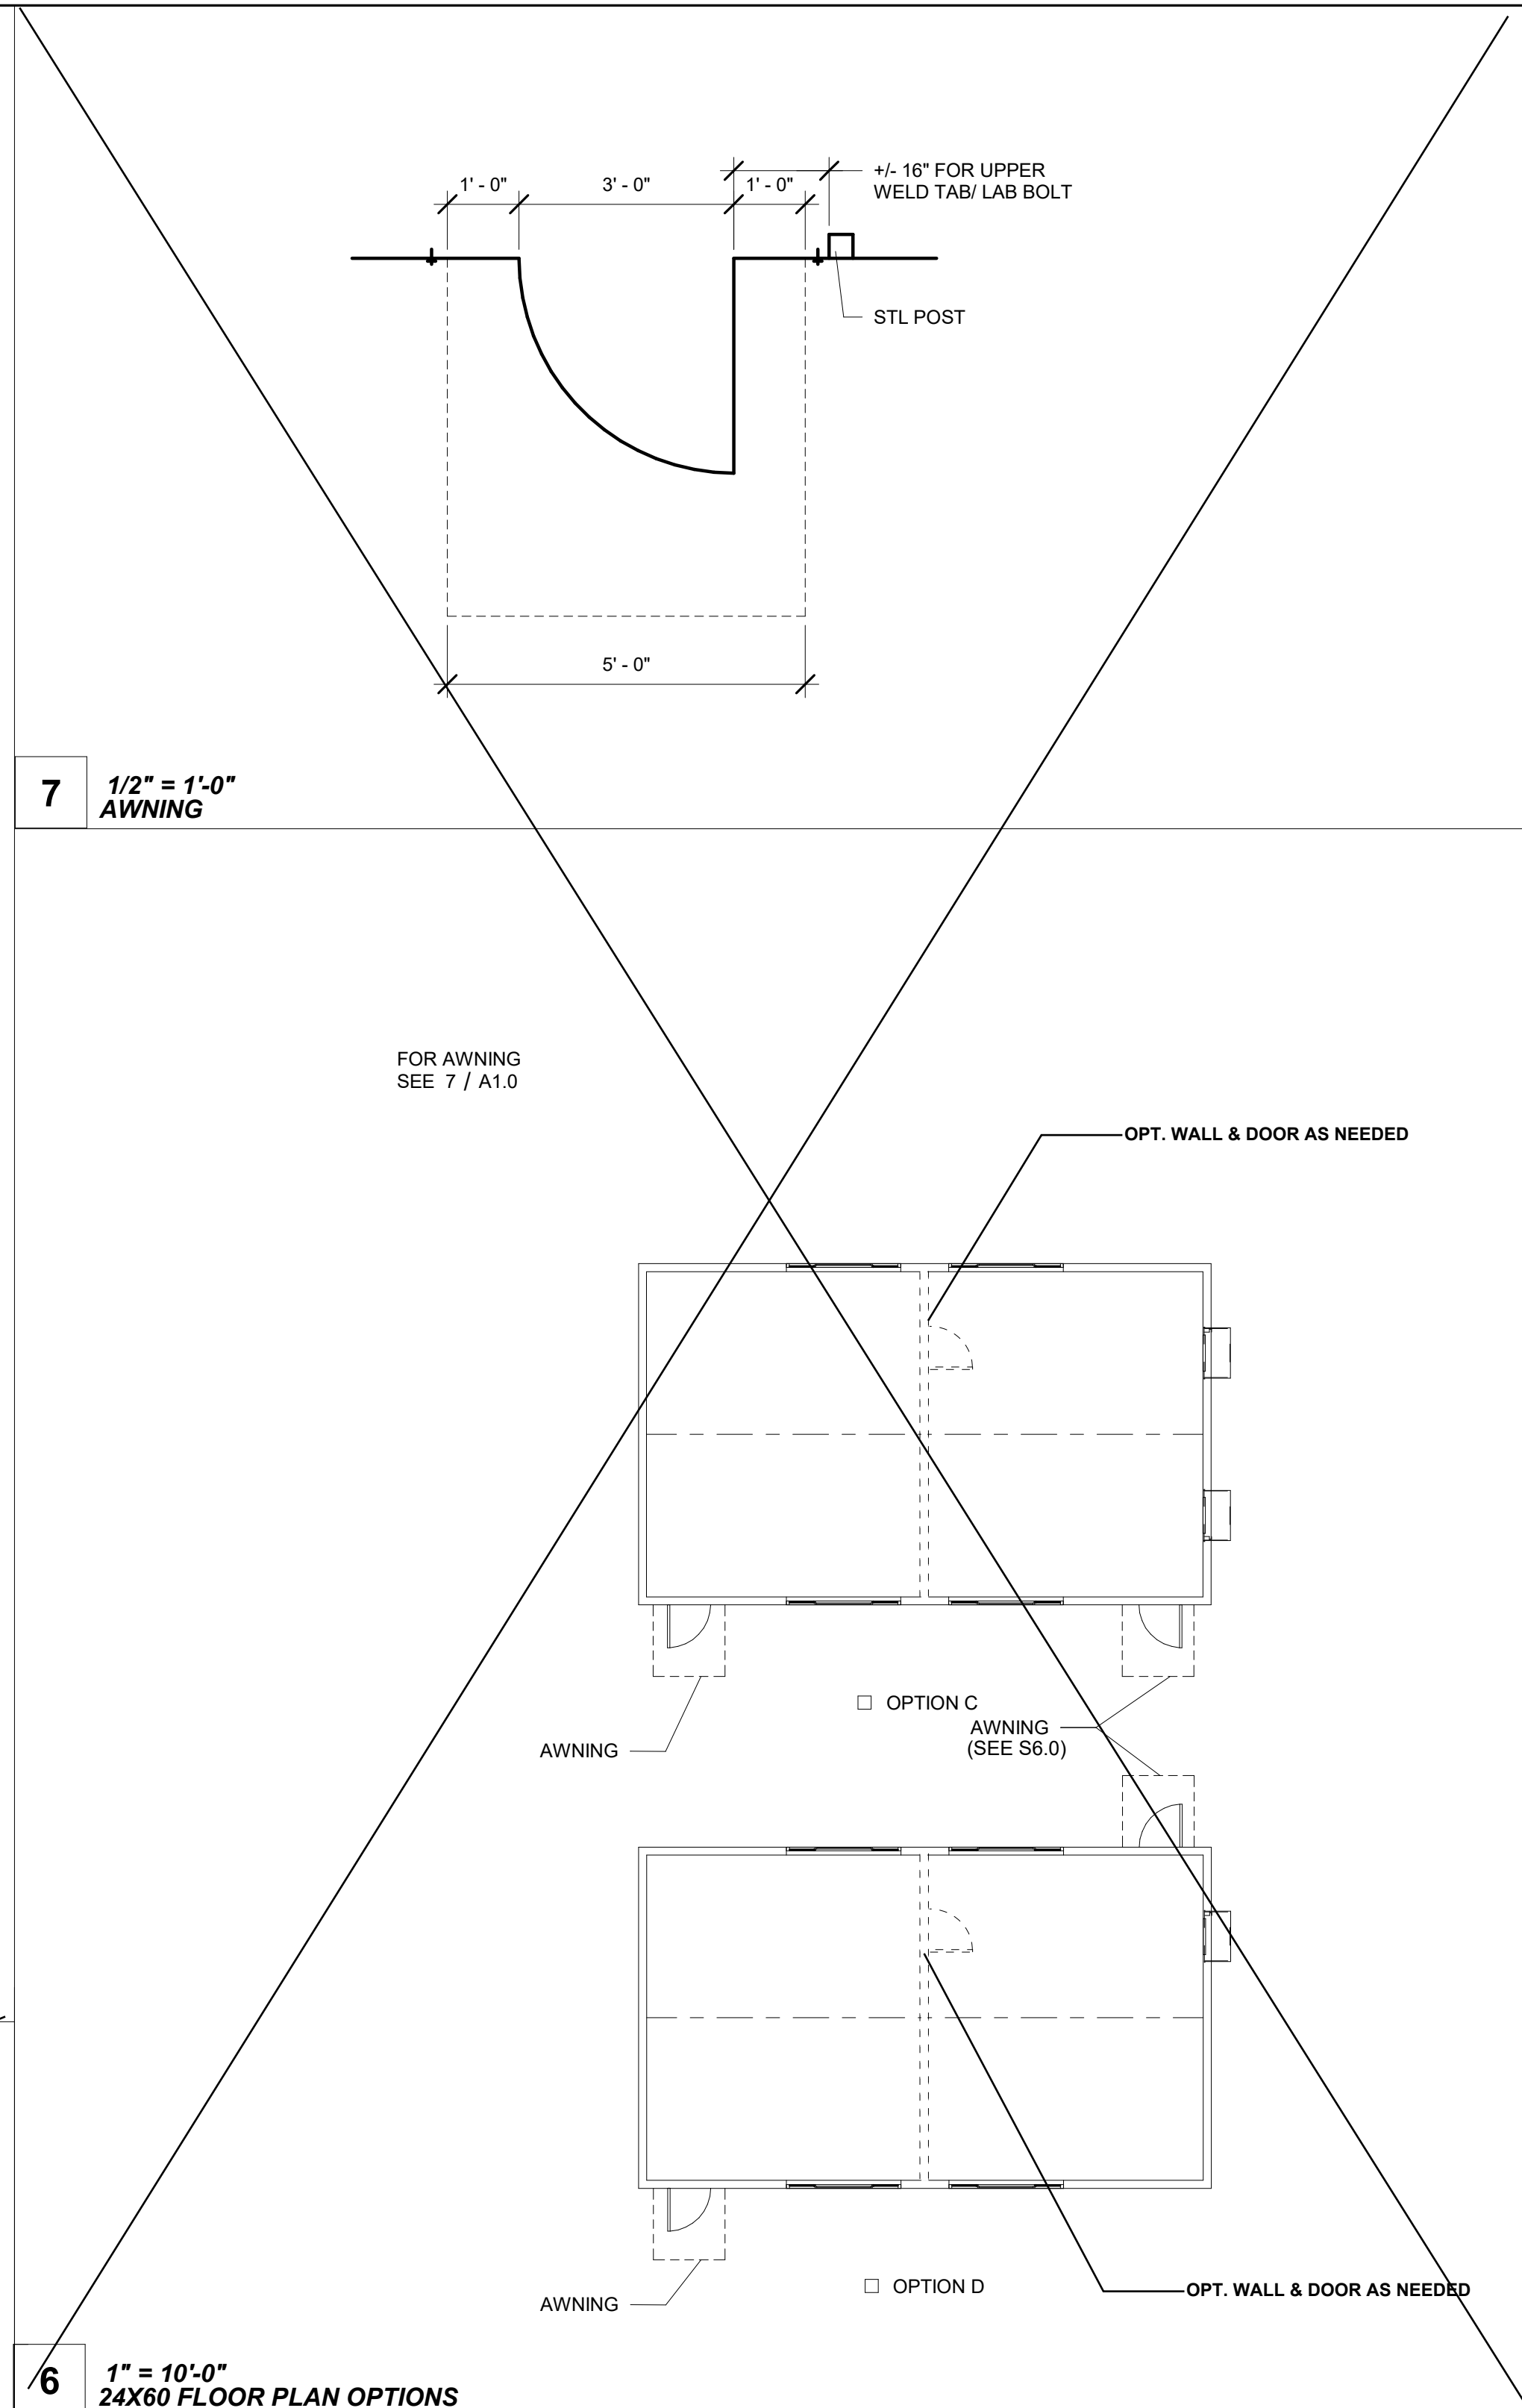 +/- 16" FOR UPPER
WELD TAB/ LAB BOLT
1' - 0"
3' - 0"
1' - 0"
STL POST
5' - 0"
7
1/2" = 1'-0"
AWNING
FOR AWNING
SEE 7 / A1.0
OPT. WALL & DOOR AS NEEDED
OPTION C
AWNING
(SEE S6.0)
AWNING
OPTION D
OPT. WALL & DOOR AS NEEDED
AWNING
6
1" = 10'-0"
24X60 FLOOR PLAN OPTIONS